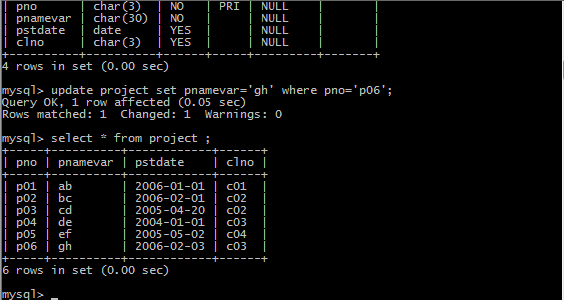 | pno | char(3) | NO | PRI | NULL | |
| pnamevar | char(30) | NO | | NULL | |
| pstdate | date | YES | | NULL | |
| clno | char(3) | YES | | NULL | |
+----------+----------+------+-----+---------+-------+
4 rows in set (0.00 sec)
mysql> update project set pnamevar='gh' where pno='p06';
Query OK, 1 row affected (0.05 sec)
Rows matched: 1 Changed: 1 Warnings: 0
mysql> select * from project ;
+-----+----------+------------+------+
| pno | pnamevar | pstdate | clno |
+-----+----------+------------+------+
| p01 | ab | 2006-01-01 | c01 |
| p02 | bc | 2006-02-01 | c02 |
| p03 | cd | 2005-04-20 | c02 |
| p04 | de | 2004-01-01 | c03 |
| p05 | ef | 2005-05-02 | c04 |
| p06 | gh | 2006-02-03 | c03 |
+-----+----------+------------+------+
6 rows in set (0.00 sec)
mysql> _